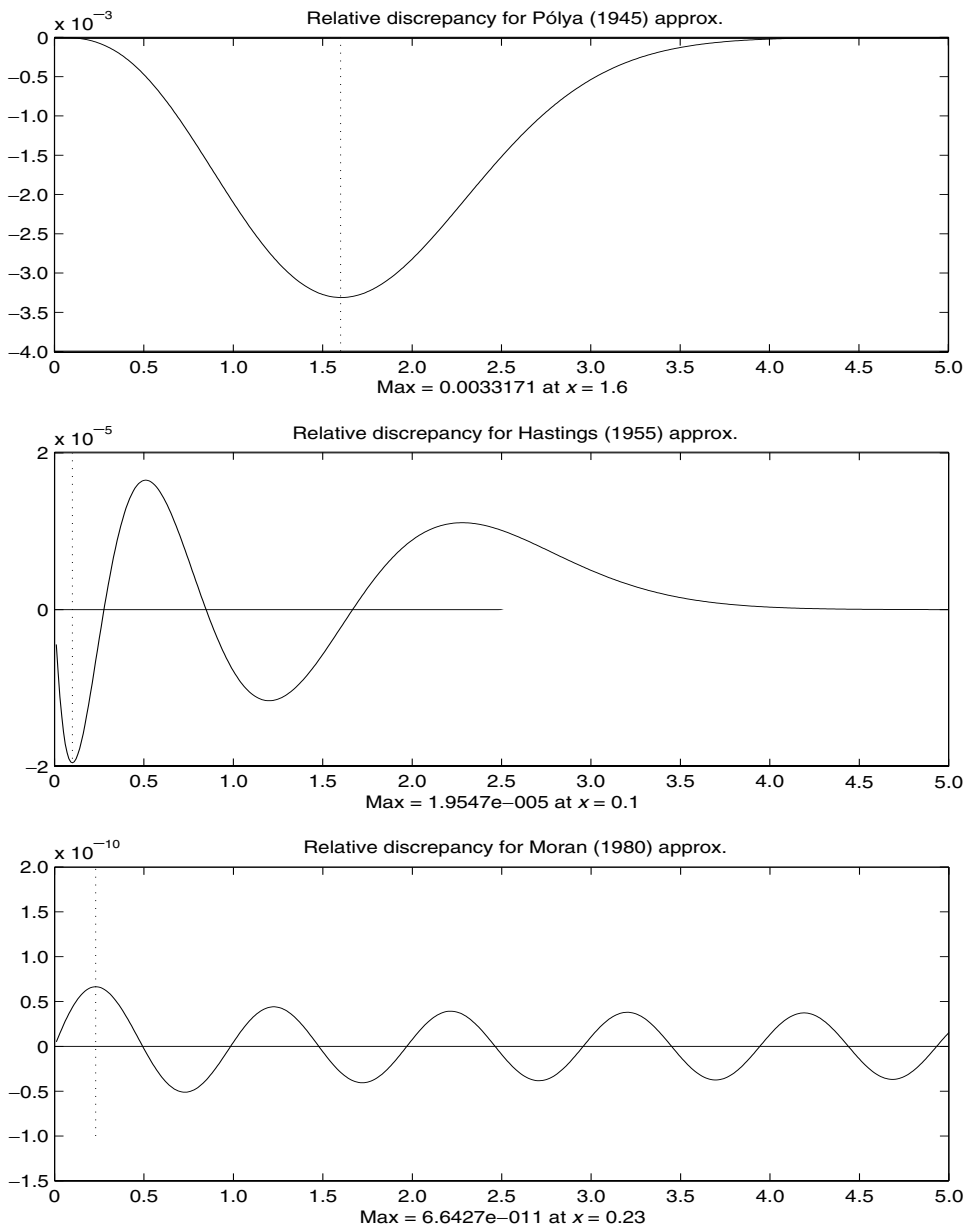 Relative discrepancy for Pólya (1945) approx.
x 10−3
0
−0.5
−1.0
−1.5
−2.0
−2.5
−3.0
−3.5
−4.0
0 0.5 1.0 1.5 2.0 2.5 3.0 3.5 4.0 4.5 5.0
Max = 0.0033171 at x = 1.6
Relative discrepancy for Hastings (1955) approx.
x 10−5
2
0
−2
0 0.5 1.0 1.5 2.0 2.5 3.0 3.5 4.0 4.5 5.0
Max = 1.9547e−005 at x = 0.1
Relative discrepancy for Moran (1980) approx.
x 10−10
2.0
1.5
1.0
0.5
0
−0.5
−1.0
−1.5
0 0.5 1.0 1.5 2.0 2.5 3.0 3.5 4.0 4.5 5.0
Max = 6.6427e−011 at x = 0.23